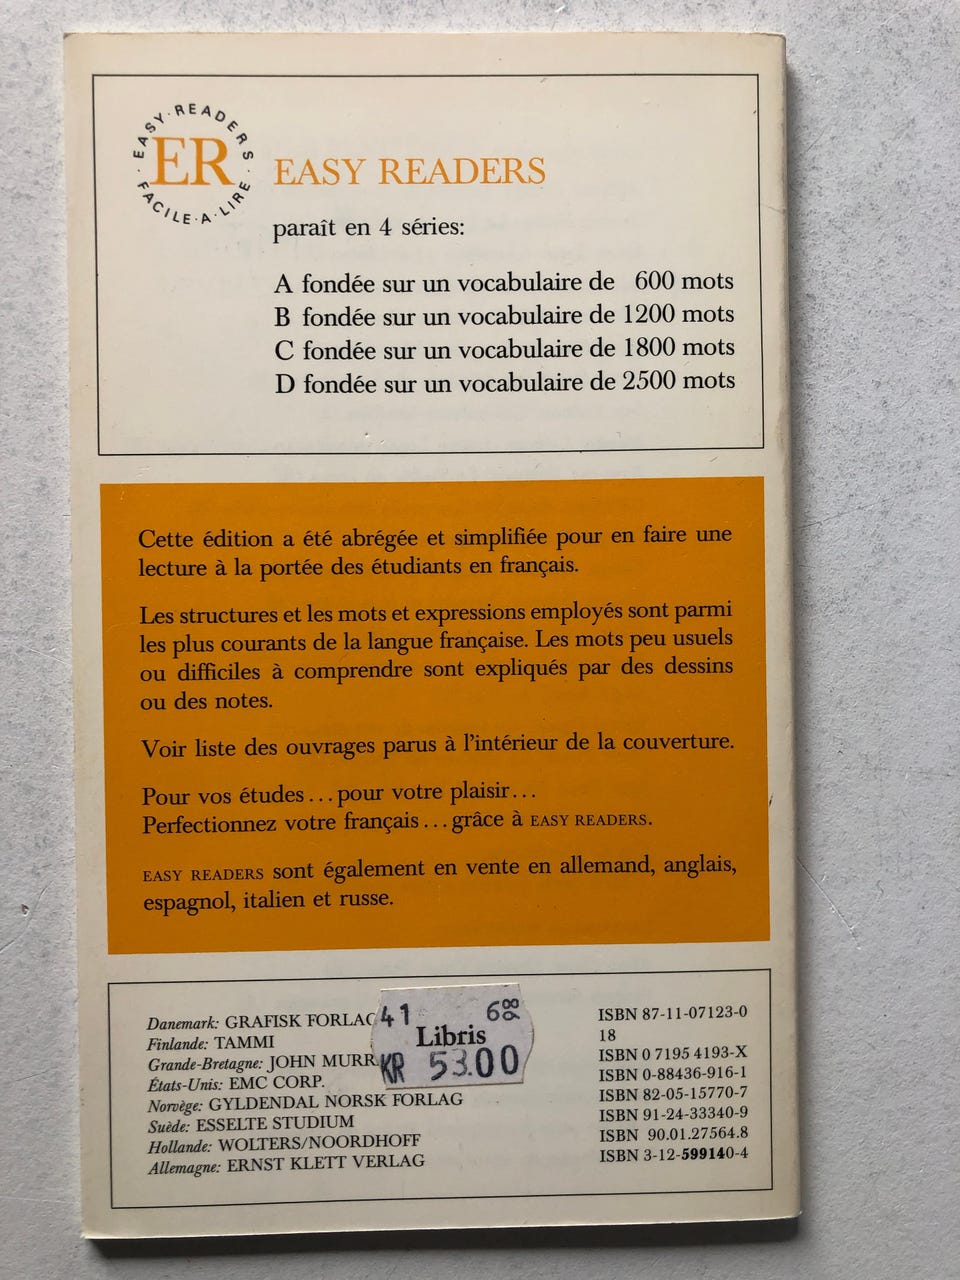 EASY · READERS · FACILE · A · LIRE ·
ER
EASY READERS
paraît en 4 séries:
A fondée sur un vocabulaire de 600 mots
B fondée sur un vocabulaire de 1200 mots
C fondée sur un vocabulaire de 1800 mots
D fondée sur un vocabulaire de 2500 mots
Cette édition a été abrégée et simplifiée pour en faire une
lecture à la portée des étudiants en français.
Les structures et les mots et expressions employés sont parmi
les plus courants de la langue française. Les mots peu usuels
ou difficiles à comprendre sont expliqués par des dessins
ou des notes.
Voir liste des ouvrages parus à l'intérieur de la couverture.
Pour vos études...pour votre plaisir...
Perfectionnez votre français...grâce à EASY READERS.
EASY READERS sont également en vente en allemand, anglais,
espagnol, italien et russe.
Danemark: GRAFISK FORLAG ISBN 87-11-07123-0
Finlande: TAMMI 18
Grande-Bretagne: JOHN MURR ISBN 0 7195 4193-X
États-Unis: EMC CORP. ISBN 0-88436-916-1
Norvège: GYLDENDAL NORSK FORLAG ISBN 82-05-15770-7
Suède: ESSELTE STUDIUM ISBN 91-24-33340-9
Hollande: WOLTERS/NOORDHOFF ISBN 90.01.27564.8
Allemagne: ERNST KLETT VERLAG ISBN 3-12-599140-4
41 688
Libris
KR 53.00